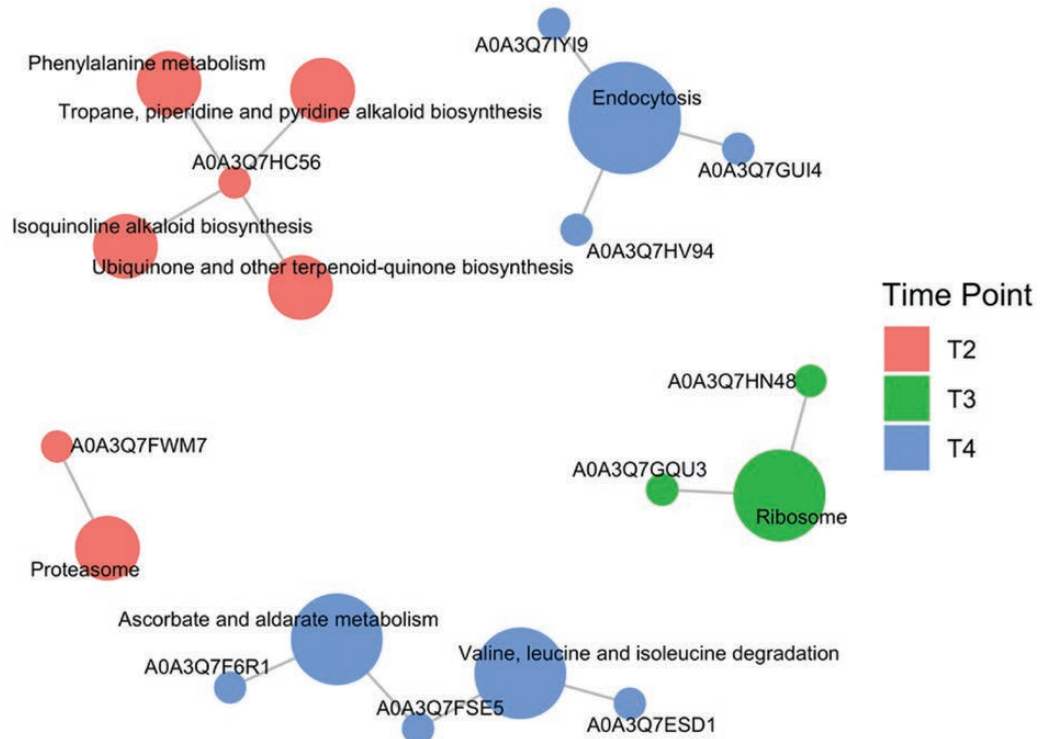 A0A3Q7IYI9
Phenylalanine metabolism
Endocytosis
Tropane, piperidine and pyridine alkaloid biosynthesis
A0A3Q7HC56
A0A3Q7GUI4
Isoquinoline alkaloid biosynthesis
A0A3Q7HV94
Ubiquinone and other terpenoid-quinone biosynthesis
Time Point
T2
T3
T4
A0A3Q7HN48
A0A3Q7FWM7
A0A3Q7GQU3
Ribosome
Proteasome
Ascorbate and aldarate metabolism
Valine, leucine and isoleucine degradation
A0A3Q7F6R1
A0A3Q7FSE5
A0A3Q7ESD1